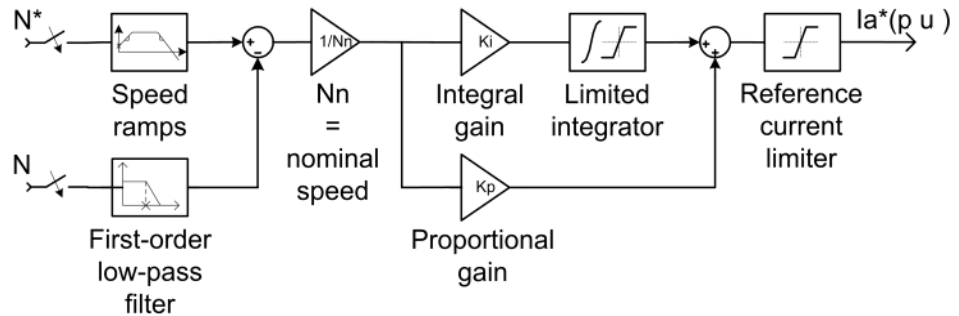 N*
Ia*(p u )
+
-
1/Nn
Ki
+
+
Speed
ramps
Nn
=
nominal
speed
Integral
gain
Limited
integrator
Reference
current
limiter
N
Kp
First-order
low-pass
filter
Proportional
gain